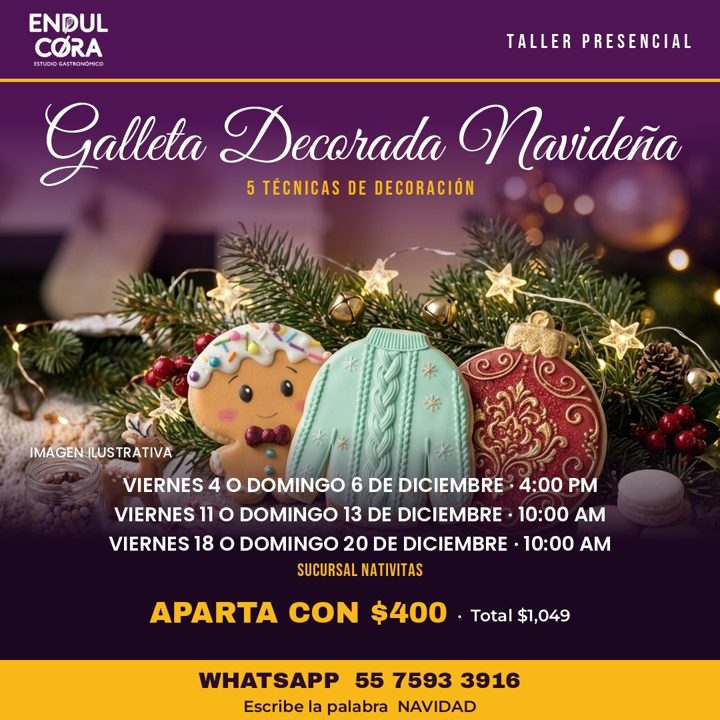 ENDUL
CORA
ESTUDIO GASTRONÓMICO
TALLER PRESENCIAL
Galleta Decorada Navideña
5 TÉCNICAS DE DECORACIÓN
IMAGEN ILUSTRATIVA
VIERNES 4 O DOMINGO 6 DE DICIEMBRE · 4:00 PM
VIERNES 11 O DOMINGO 13 DE DICIEMBRE · 10:00 AM
VIERNES 18 O DOMINGO 20 DE DICIEMBRE · 10:00 AM
SUCURSAL NATIVITAS
APARTA CON $400 · Total $1,049
WHATSAPP 55 7593 3916
Escribe la palabra NAVIDAD